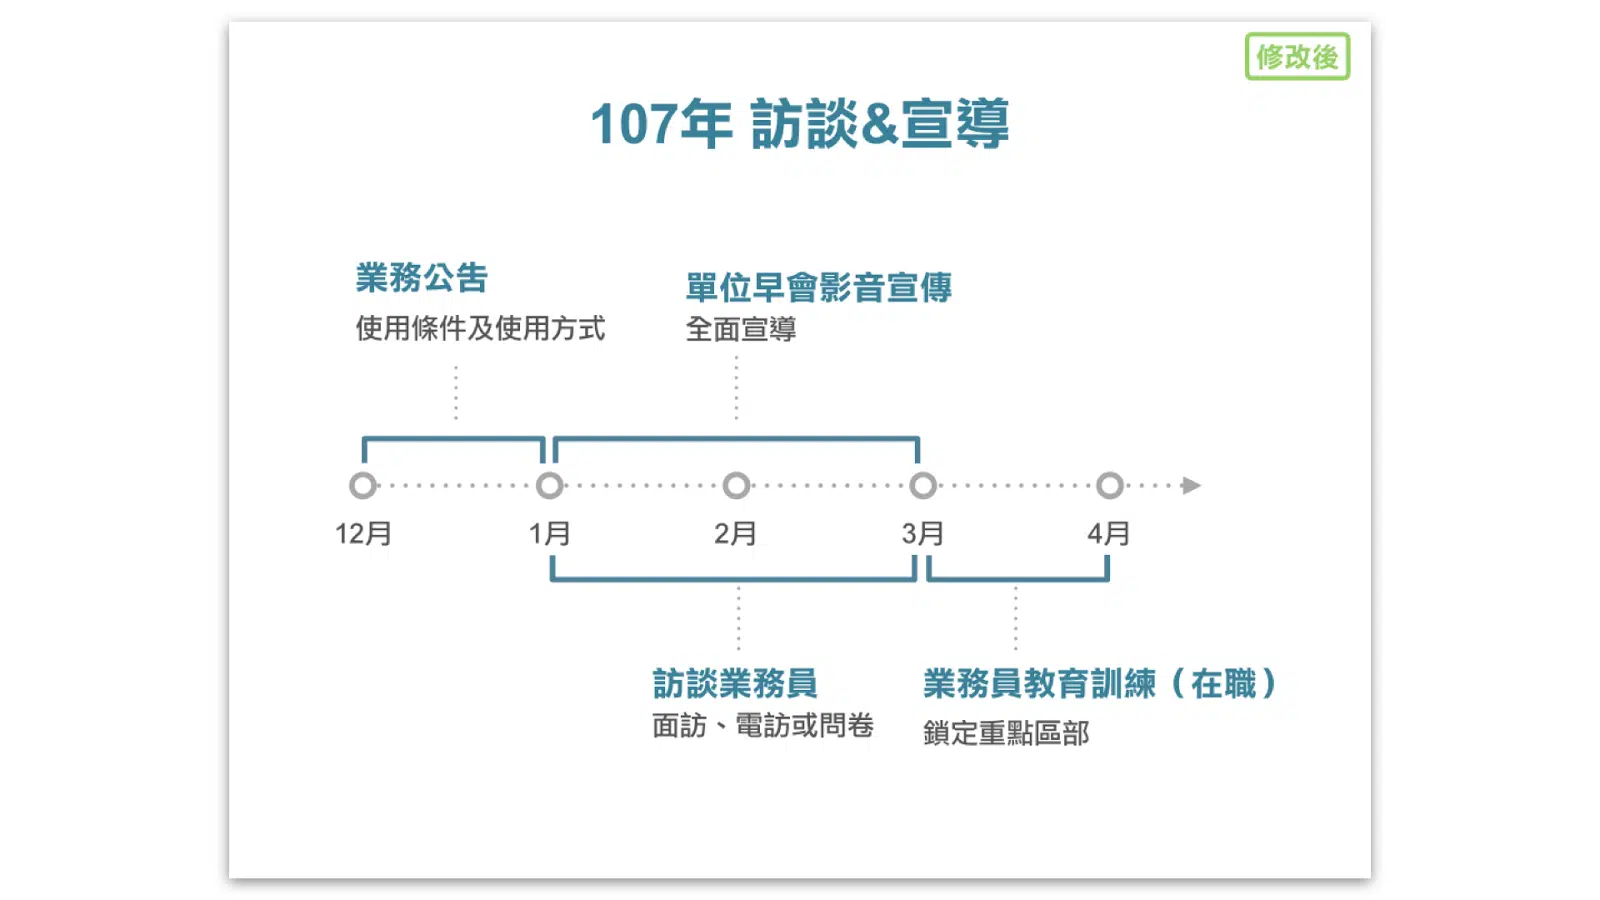 修改後
107年 訪談&宣導
業務公告
使用條件及使用方式
單位早會影音宣傳
全面宣導
12月
1月
2月
3月
4月
訪談業務員
面訪、電訪或問卷
業務員教育訓練（在職）
鎖定重點區部